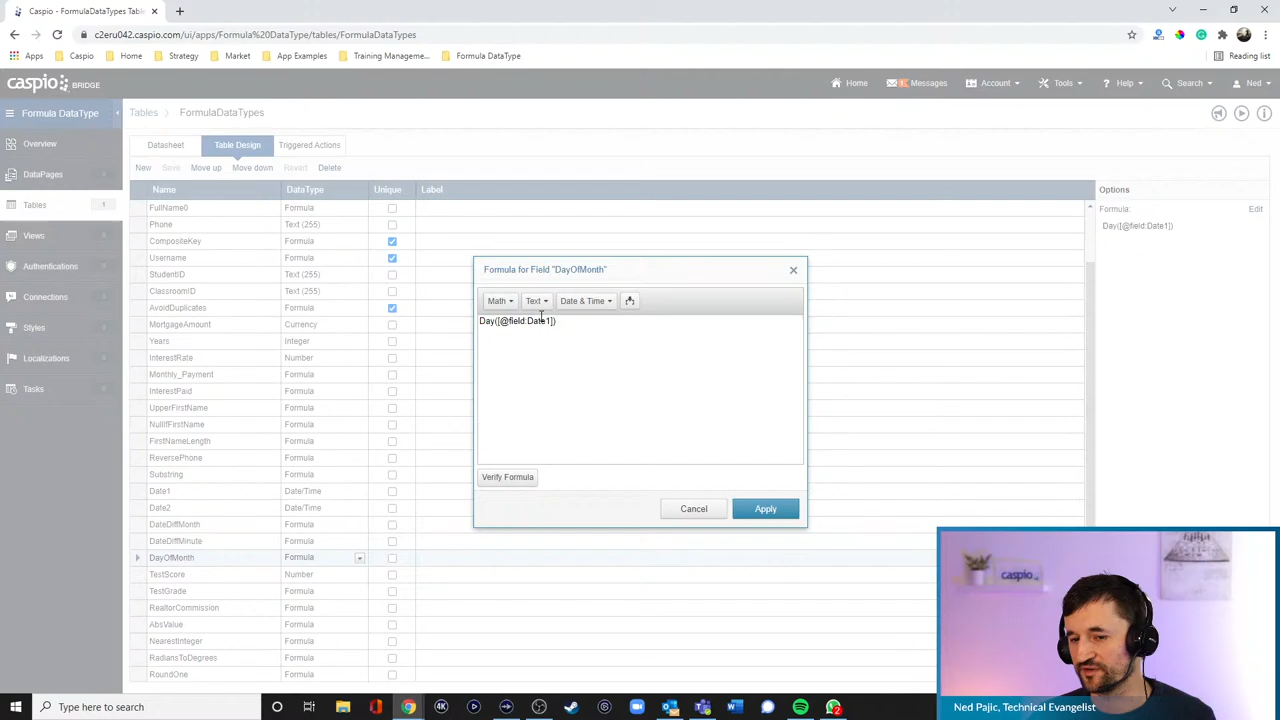 Caspio - FormulaDataTypes Tabl
c2eru042.caspio.com/ui/apps/Formula%20DataType/tables/FormulaDataTypes
Apps
Caspio
Home
Strategy
Market
App Examples
Training Manageme...
Formula DataType
Reading list
caspio BRIDGE
Home
Messages
Account
Tools
Help
Search
Ned
Formula DataType
Tables
FormulaDataTypes
Overview
DataPages
Tables
1
Views
Authentications
Connections
Styles
Localizations
Tasks
Datasheet
Table Design
Triggered Actions
New
Save
Move up
Move down
Revert
Delete
Name
DataType
Unique
Label
Options
FullName0
Formula
Phone
Text (255)
CompositeKey
Formula
Username
Formula
StudentID
Text (255)
ClassroomID
Text (255)
AvoidDuplicates
Formula
MortgageAmount
Currency
Years
Integer
InterestRate
Number
Monthly_Payment
Formula
InterestPaid
Formula
UpperFirstName
Formula
NullifFirstName
Formula
FirstNameLength
Formula
ReversePhone
Formula
Substring
Formula
Date1
Date/Time
Date2
Date/Time
DateDiffMonth
Formula
DateDiffMinute
Formula
DayOfMonth
Formula
TestScore
Number
TestGrade
Formula
RealtorCommission
Formula
AbsValue
Formula
NearestInteger
Formula
RadiansToDegrees
Formula
RoundOne
Formula
Formula:
Edit
Day([@field:Date1])
Formula for Field "DayOfMonth"
Math
Text
Date & Time
Day([@field:Date1])
Verify Formula
Cancel
Apply
caspio
Ned Pajic, Technical Evangelist
Type here to search
4K
2